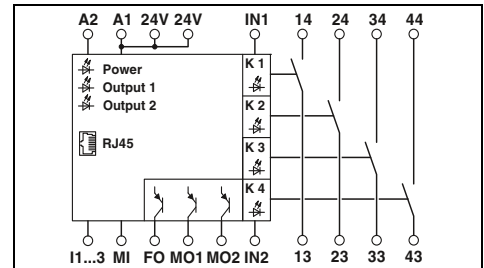 A2 A1 24V 24V IN1 14 24 34 44
Power
Output 1
Output 2
RJ45
K 1
K 2
K 3
K 4
I1...3 MI FO MO1 MO2 IN2 13 23 33 43